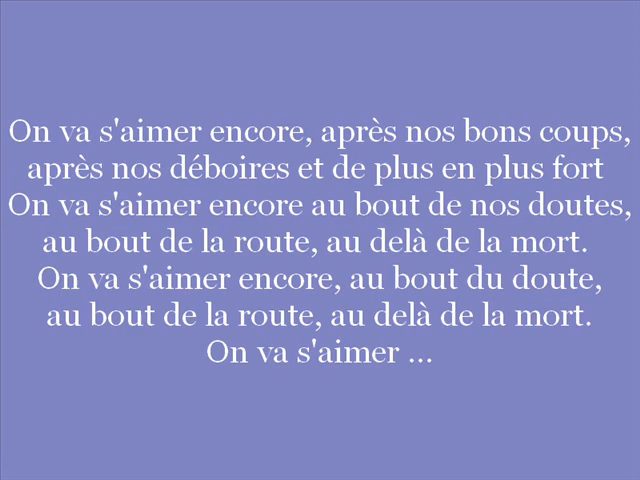 On va s'aimer encore, après nos bons coups,
après nos déboires et de plus en plus fort
On va s'aimer encore au bout de nos doutes,
au bout de la route, au delà de la mort.
On va s'aimer encore, au bout du doute,
au bout de la route, au delà de la mort.
On va s'aimer ...